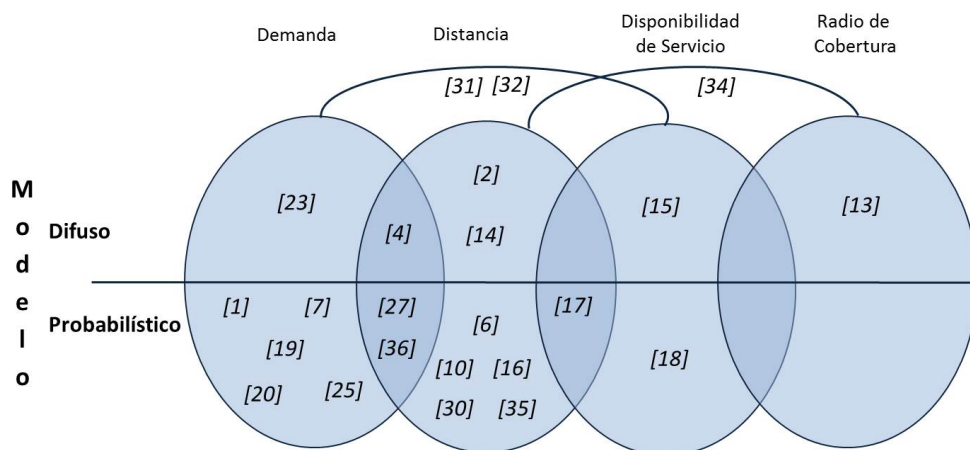 Demanda
Distancia
Disponibilidad
de Servicio
Radio de
Cobertura
[31] [32]
[34]
Modelo
Difuso
[23]
[4]
[2]
[14]
[15]
[13]
Probabilístico
[1]
[7]
[19]
[20]
[25]
[27]
[36]
[6]
[10]
[16]
[30]
[35]
[17]
[18]